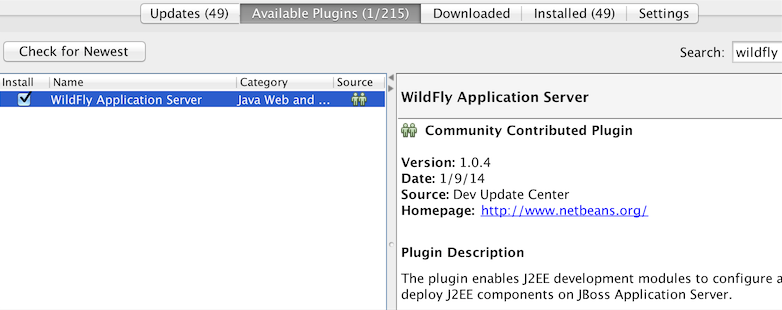 Updates (49) Available Plugins (1/215) Downloaded Installed (49) Settings
Check for Newest Search: wildfly
Install Name Category Source
WildFly Application Server Java Web and ...
WildFly Application Server
Community Contributed Plugin
Version: 1.0.4
Date: 1/9/14
Source: Dev Update Center
Homepage: http://www.netbeans.org/
Plugin Description
The plugin enables J2EE development modules to configure a
deploy J2EE components on JBoss Application Server.